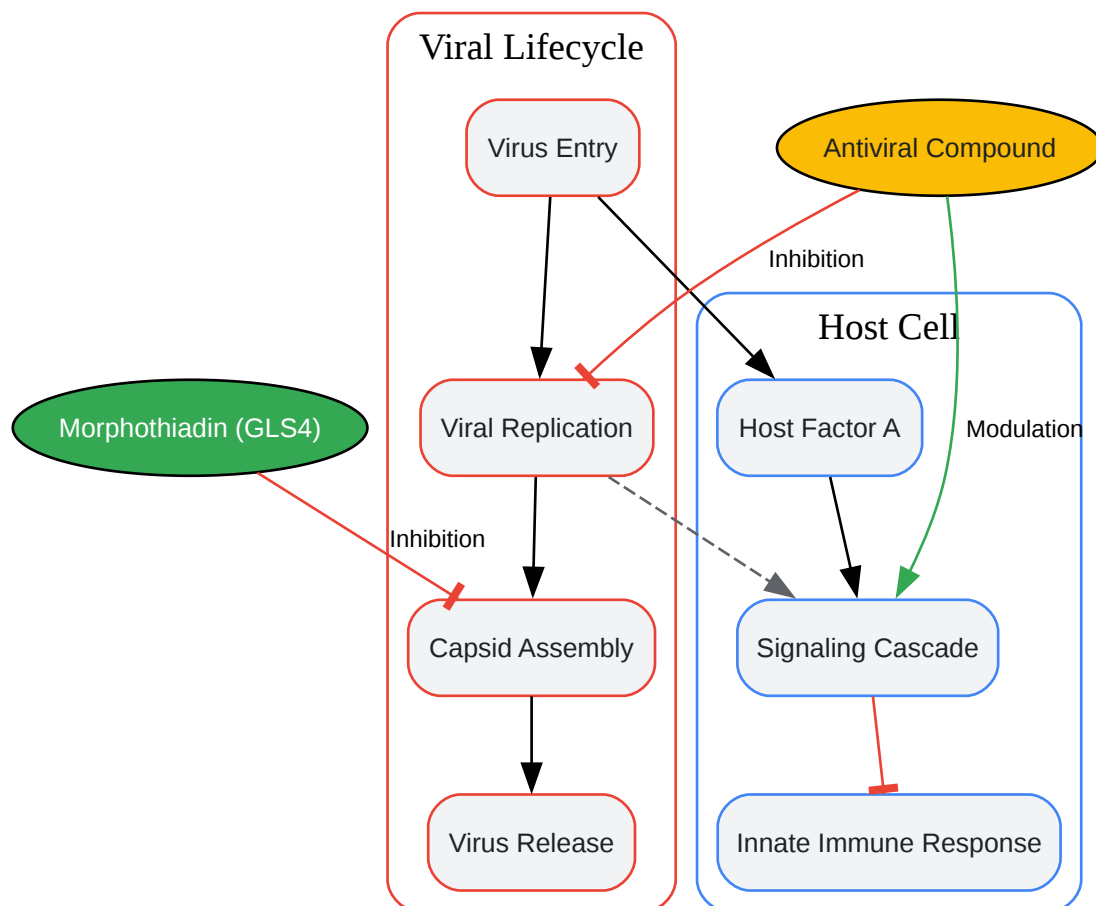 Viral Lifecycle
Virus Entry
Antiviral Compound
Inhibition
Host Cell
Morphothiadin (GLS4)
Viral Replication
Host Factor A
Modulation
Inhibition
Capsid Assembly
Signaling Cascade
Virus Release
Innate Immune Response